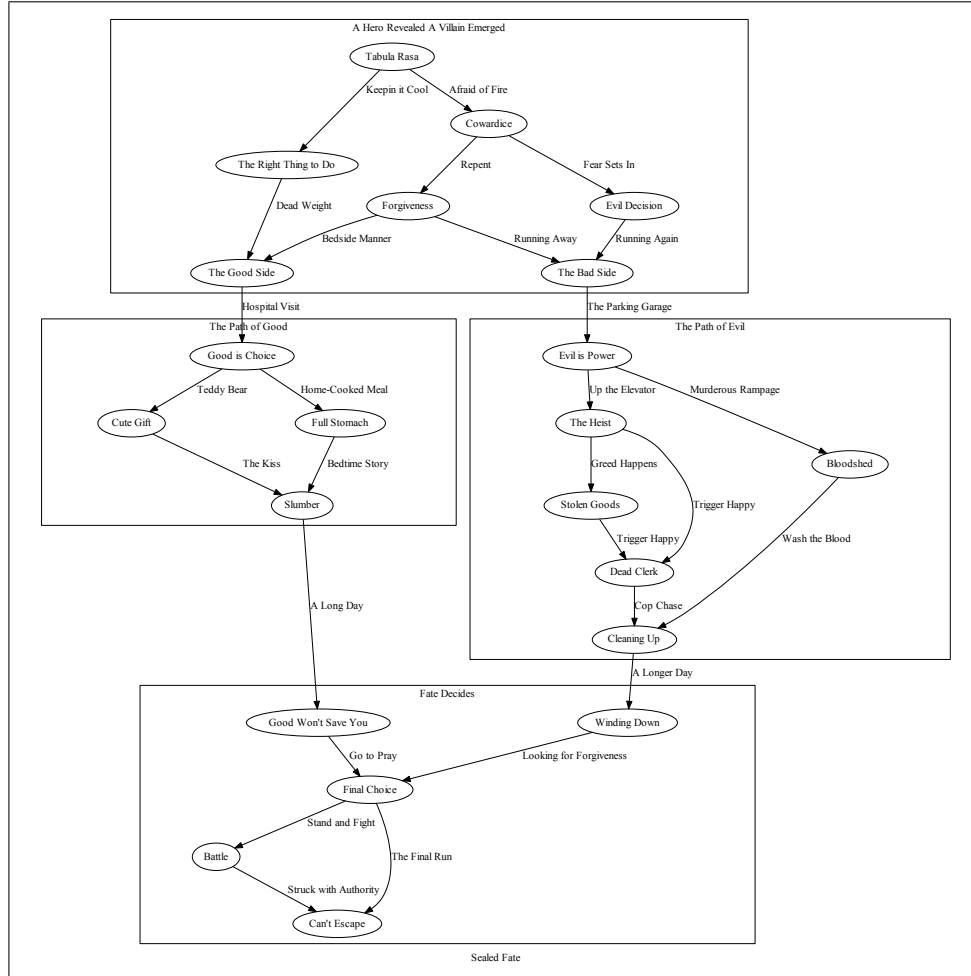 A Hero Revealed A Villain Emerged
Tabula Rasa
Keepin it Cool
Afraid of Fire
Cowardice
The Right Thing to Do
Repent
Fear Sets In
Dead Weight
Forgiveness
Evil Decision
Bedside Manner
Running Away
Running Again
The Good Side
The Bad Side
Hospital Visit
The Parking Garage
The Path of Good
The Path of Evil
Good is Choice
Evil is Power
Teddy Bear
Home-Cooked Meal
Up the Elevator
Murderous Rampage
Cute Gift
Full Stomach
The Heist
The Kiss
Bedtime Story
Greed Happens
Bloodshed
Slumber
Stolen Goods
Trigger Happy
Trigger Happy
Wash the Blood
Dead Clerk
A Long Day
Cop Chase
Cleaning Up
A Longer Day
Fate Decides
Good Won't Save You
Winding Down
Go to Pray
Looking for Forgiveness
Final Choice
Stand and Fight
Battle
The Final Run
Struck with Authority
Can't Escape
Sealed Fate